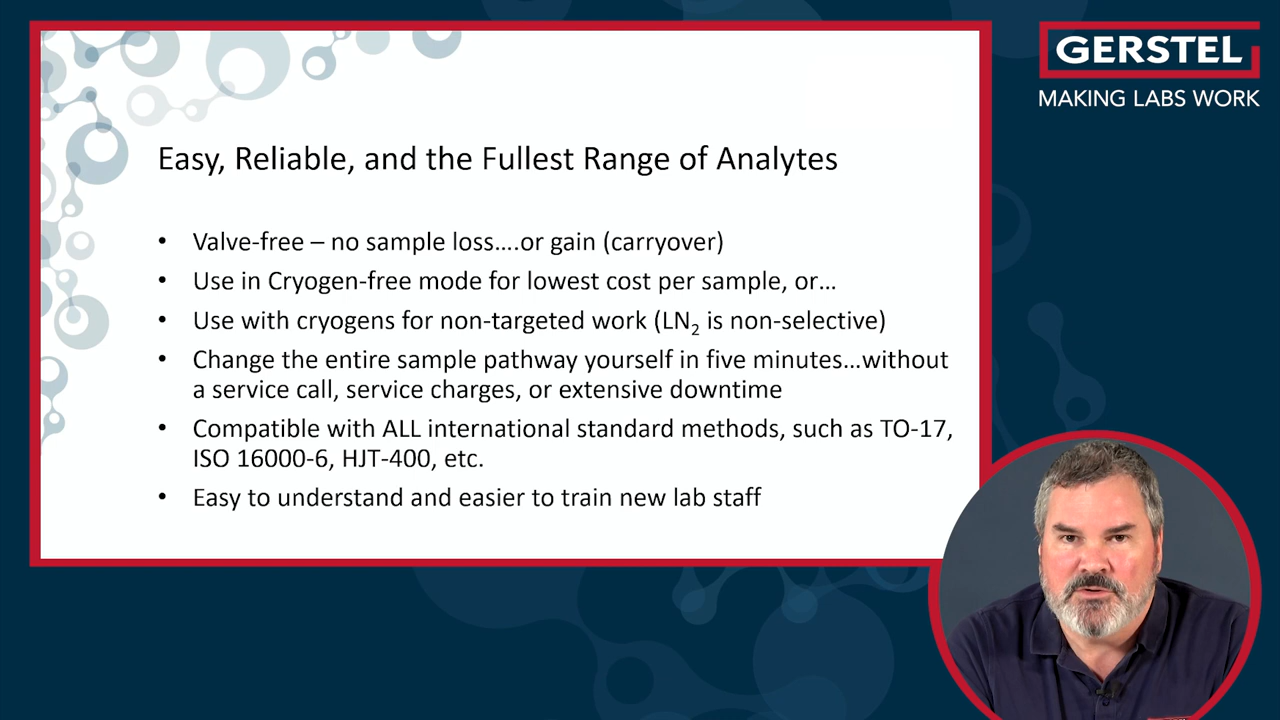 GERSTEL
MAKING LABS WORK
Easy, Reliable, and the Fullest Range of Analytes
• Valve-free – no sample loss….or gain (carryover)
• Use in Cryogen-free mode for lowest cost per sample, or…
• Use with cryogens for non-targeted work (LN₂ is non-selective)
• Change the entire sample pathway yourself in five minutes…without
a service call, service charges, or extensive downtime
• Compatible with ALL international standard methods, such as TO-17,
ISO 16000-6, HJT-400, etc.
• Easy to understand and easier to train new lab staff